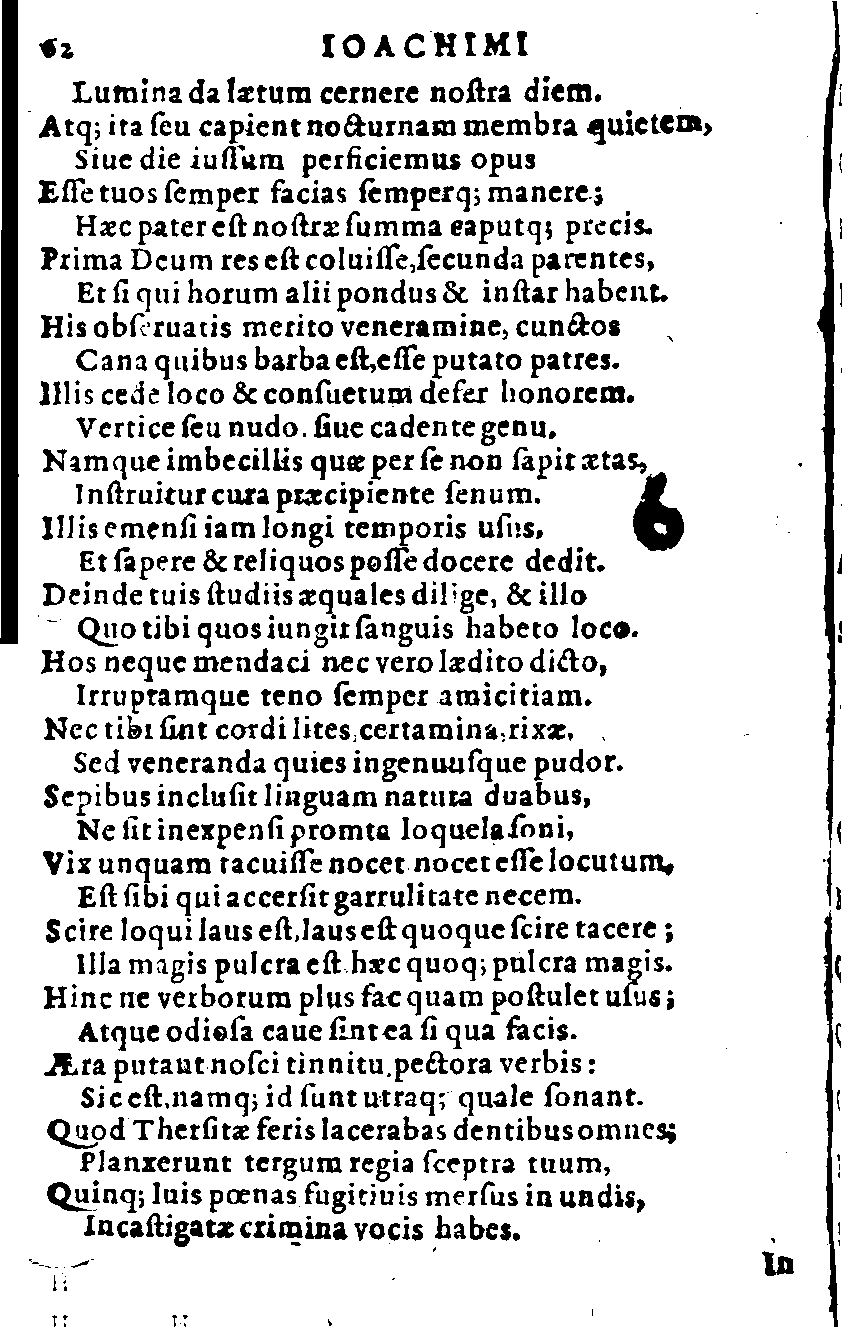 62 IOACHIMI
Lumina da lætum cernere noſtra diem.
Atq; ita ſeu capient nocturnam membra quietem,
Siue die iuſſum perficiemus opus
Eſſe tuos ſemper facias ſemperq; manere;
Hæc pater eſt noſtræ ſumma caputq; precis.
Prima Deum res eſt coluiſſe, ſecunda parentes,
Et ſi qui horum alii pondus & inſtar habent.
His obſeruatis merito veneramine, cunctos
Cana quibus barba eſt, eſſe putato patres.
Illis cede loco & conſuetum defer honorem.
Vertice ſeu nudo. ſiue cadente genu.
Namque imbecillis quæ per ſe non ſapit ætas,
Inſtruitur cura præcipiente ſenum.
Illis emenſi iam longi temporis uſus,
Et ſapere & reliquos poſſe docere dedit.
Deinde tuis ſtudiis æquales dilige, & illo
Quo tibi quos iungit ſanguis habeto loco.
Hos neque mendaci nec vero lædito dicto,
Irruptamque teno ſemper amicitiam.
Nec tibi ſint cordi lites, certamina, rixæ,
Sed veneranda quies ingenuuſque pudor.
Sepibus incluſit linguam natura duabus,
Ne ſit inexpenſi promta loquela ſoni,
Vix unquam tacuiſſe nocet nocet eſſe locutum,
Eſt ſibi qui accerſit garrulitate necem.
Scire loqui laus eſt, laus eſt quoque ſcire tacere;
Illa magis pulcra eſt. hæc quoq; pulcra magis.
Hinc ne verborum plus fac quam poſtulet uſus;
Atque odioſa caue ſint ea ſi qua facis.
Æra putant noſci tinnitu, pectora verbis:
Sic eſt, namq; id ſunt utraq; quale ſonant.
Quod Therſitæ feris lacerabas dentibus omnes;
Planxerunt tergum regia ſceptra tuum,
Quinq; luis pœnas fugitiuis merſus in undis,
Incaſtigatæ crimina vocis habes.
In